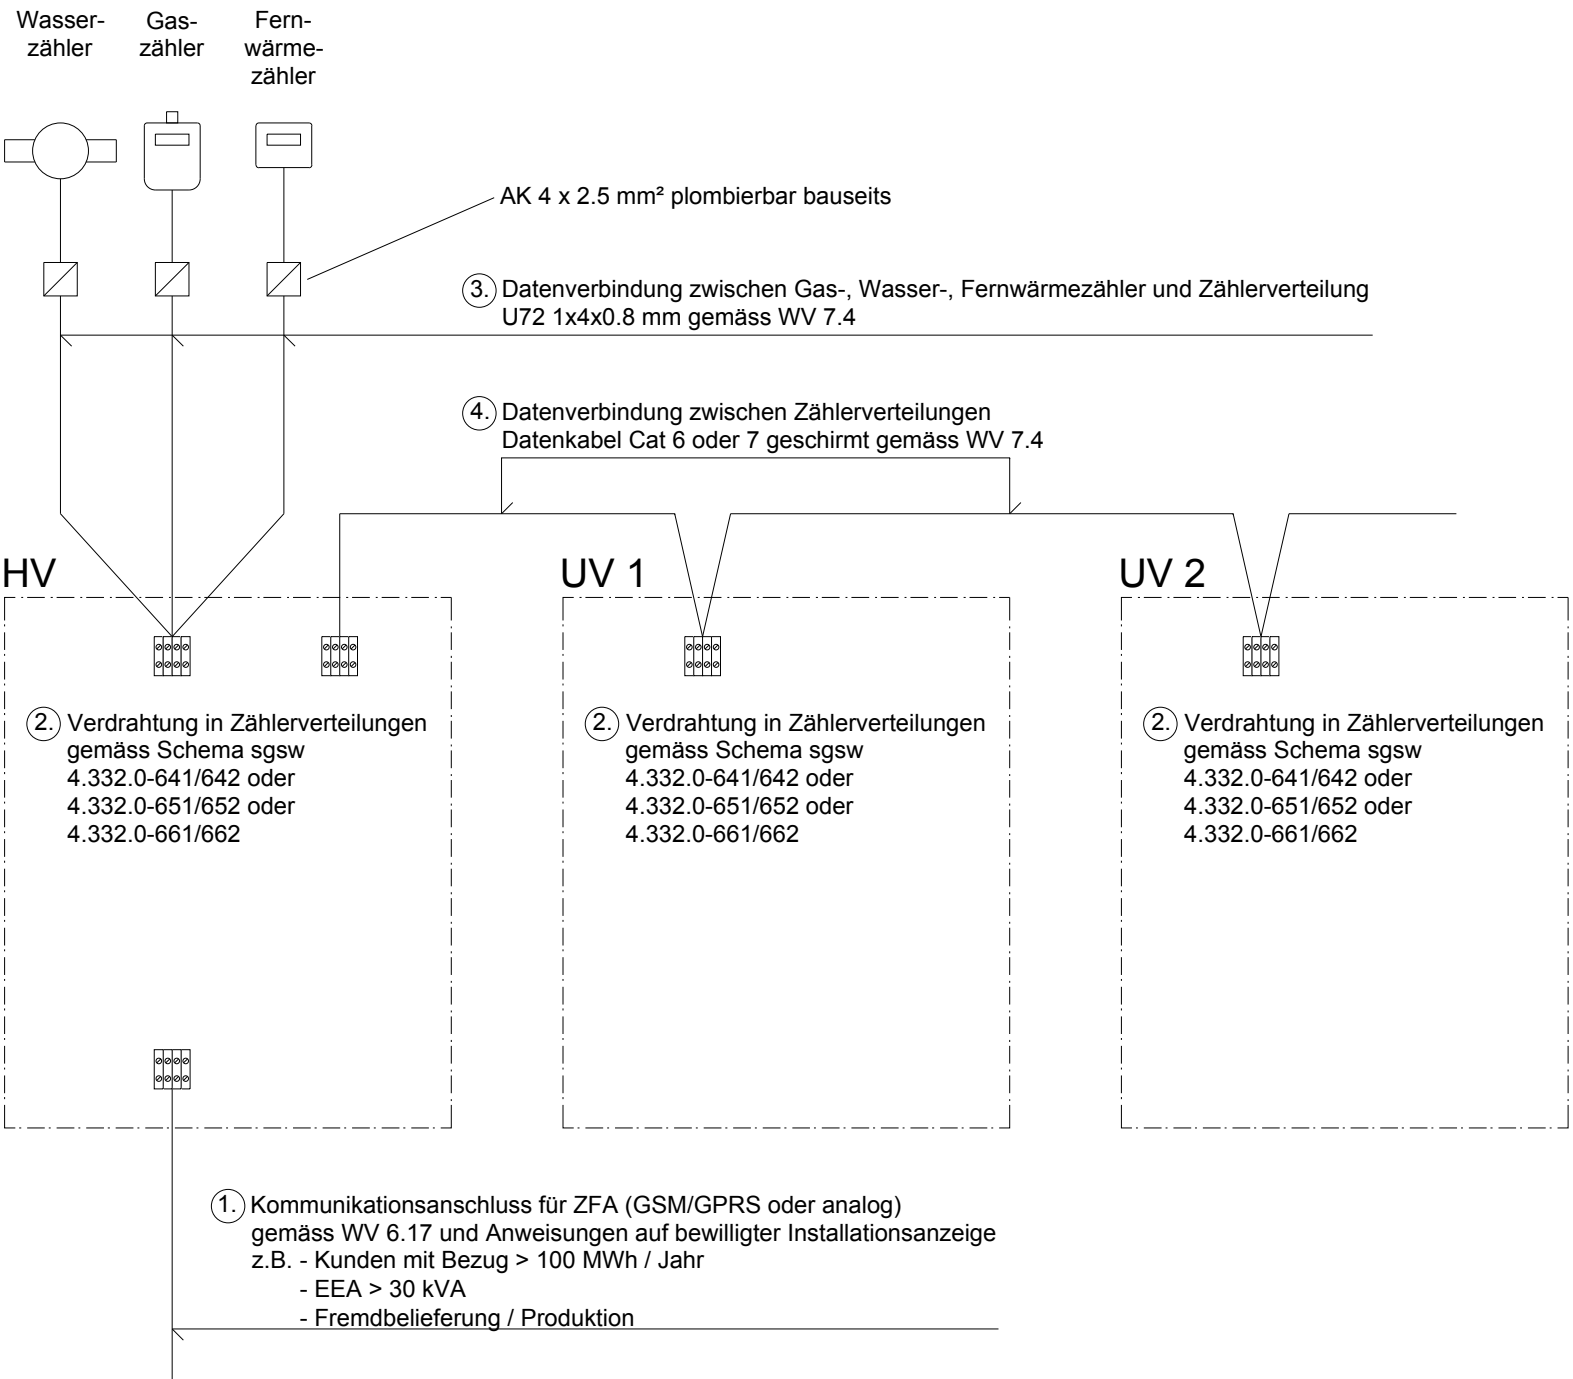 Wasser-
zähler
Gas-
zähler
Fern-
wärme-
zähler
AK 4 x 2.5 mm² plombierbar bauseits
3. Datenverbindung zwischen Gas-, Wasser-, Fernwärmezähler und Zählerverteilung
U72 1x4x0.8 mm gemäss WV 7.4
4. Datenverbindung zwischen Zählerverteilungen
Datenkabel Cat 6 oder 7 geschirmt gemäss WV 7.4
HV
UV 1
UV 2
2. Verdrahtung in Zählerverteilungen
gemäss Schema sgsw
4.332.0-641/642 oder
4.332.0-651/652 oder
4.332.0-661/662
2. Verdrahtung in Zählerverteilungen
gemäss Schema sgsw
4.332.0-641/642 oder
4.332.0-651/652 oder
4.332.0-661/662
2. Verdrahtung in Zählerverteilungen
gemäss Schema sgsw
4.332.0-641/642 oder
4.332.0-651/652 oder
4.332.0-661/662
1. Kommunikationsanschluss für ZFA (GSM/GPRS oder analog)
gemäss WV 6.17 und Anweisungen auf bewilligter Installationsanzeige
z.B. - Kunden mit Bezug > 100 MWh / Jahr
- EEA > 30 kVA
- Fremdbelieferung / Produktion